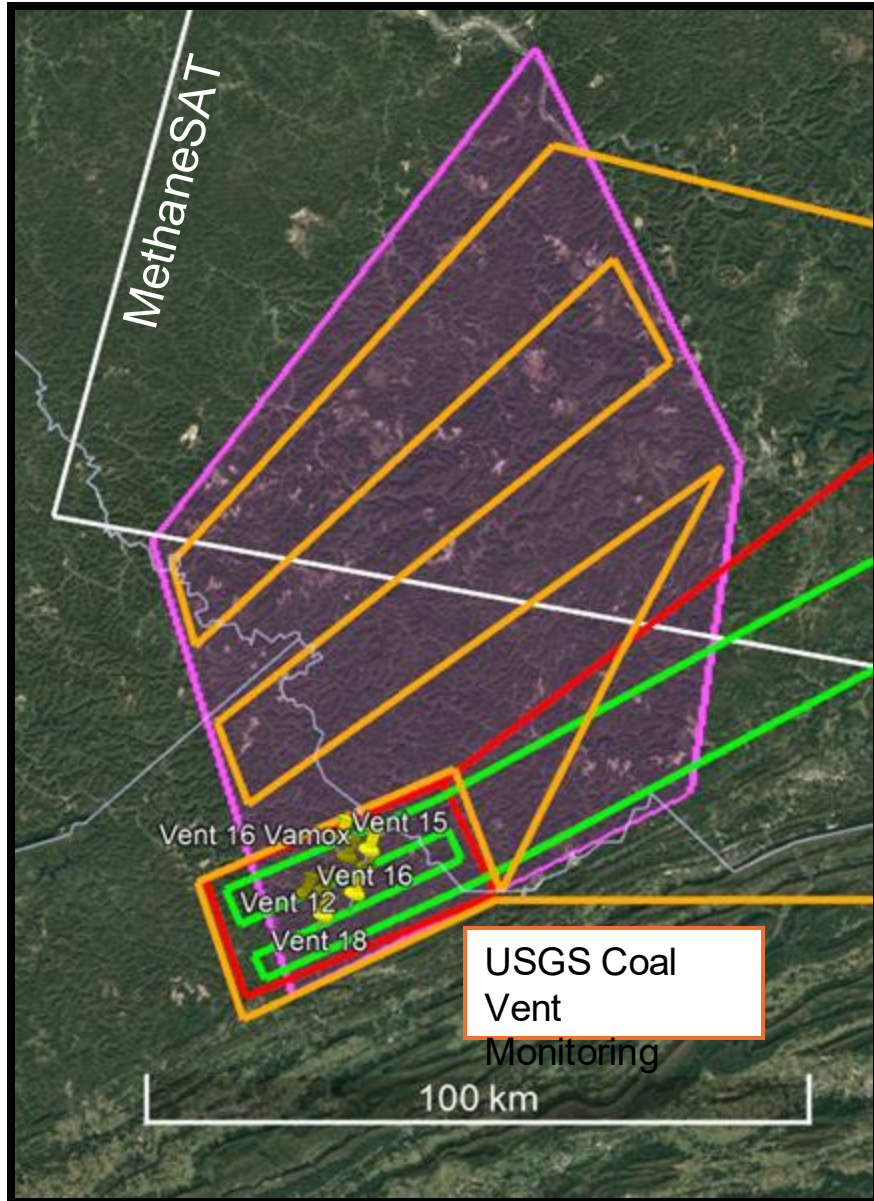 MethaneSAT
Vent 16 Vamox
Vent 15
Vent 16
Vent 12
Vent 18
USGS Coal
Vent
Monitoring
100 km